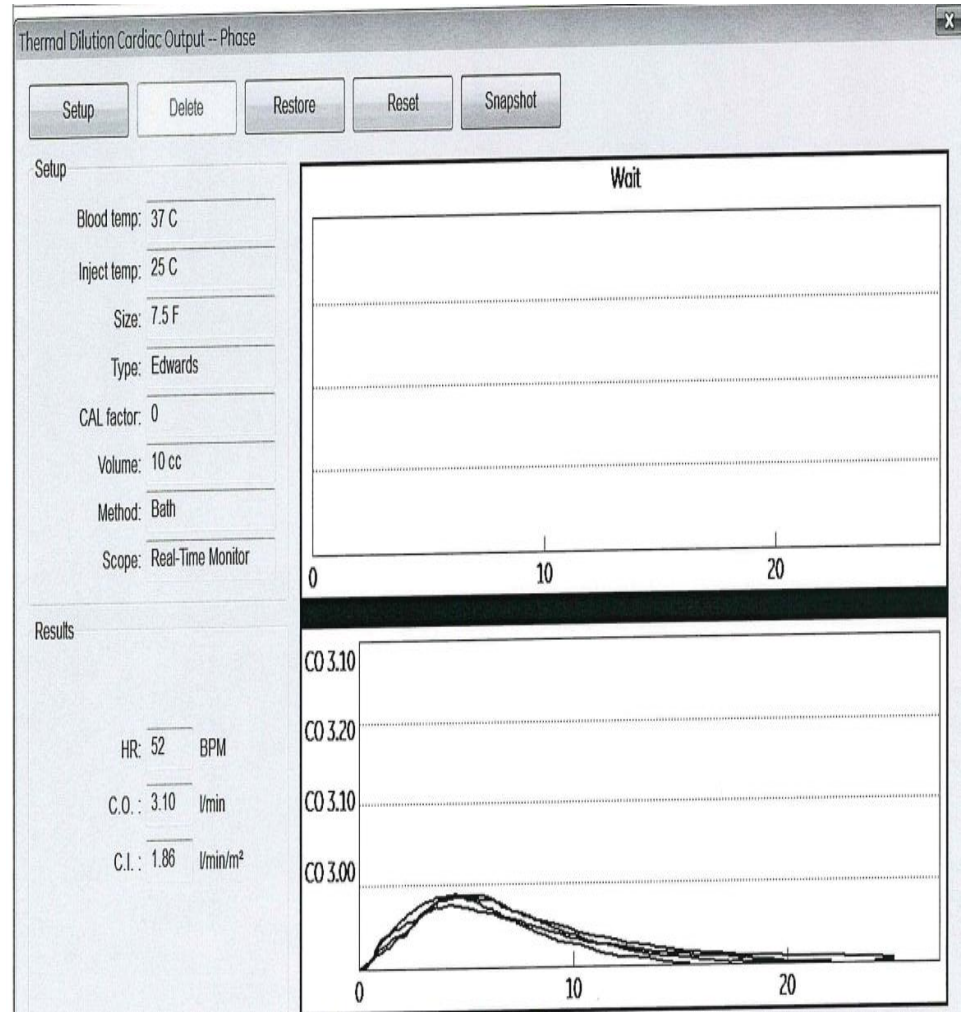 Thermal Dilution Cardiac Output -- Phase
X
Setup Delete Restore Reset Snapshot
Setup
Blood temp: 37 C
Inject temp: 25 C
Size: 7.5 F
Type: Edwards
CAL factor: 0
Volume: 10 cc
Method: Bath
Scope: Real-Time Monitor
Wait
0 10 20
Results
HR: 52 BPM
C.O. : 3.10 l/min
C.I. : 1.86 l/min/m²
CO 3.10
CO 3.20
CO 3.10
CO 3.00
0 10 20